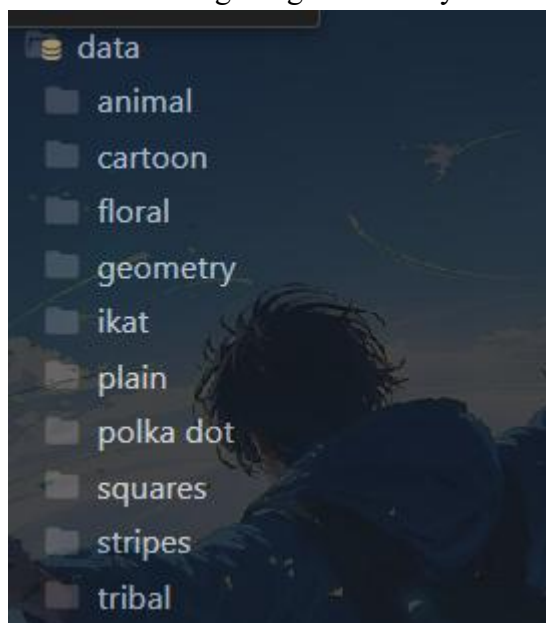 data
animal
cartoon
floral
geometry
ikat
plain
polka dot
squares
stripes
tribal